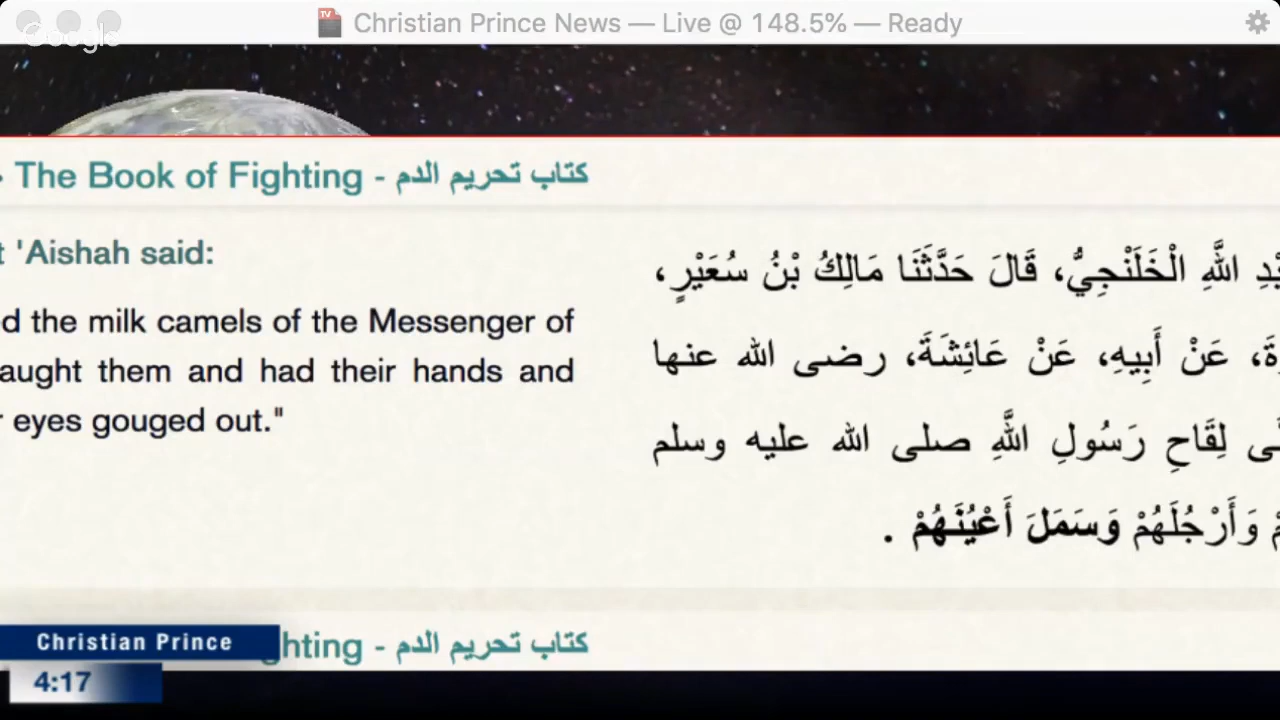 Christian Prince News — Live @ 148.5% — Ready
Google
The Book of Fighting - كتاب تحريم الدم
'Aishah said:
the milk camels of the Messenger of
them and had their hands and
eyes gouged out."
اللَّهِ الْخَلَنْجِيُّ، قَالَ حَدَّثَنَا مَالِكُ بْنُ سُعَيْرٍ،
عَنْ أَبِيهِ، عَنْ عَائِشَةَ، رضى الله عنها
لِقَاحِ رَسُولِ اللَّهِ صلى الله عليه وسلم
وَأَرْجُلَهُمْ وَسَمَلَ أَعْيُنَهُمْ .
Christian Prince
hting - كتاب تحريم الدم
4:17